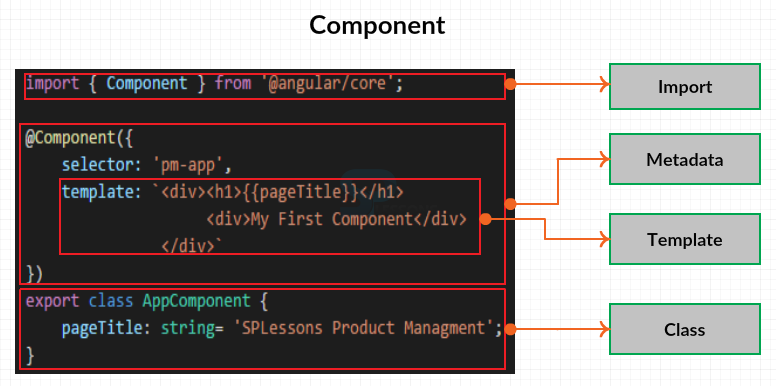 Component
import { Component } from '@angular/core';
Import
@Component({
selector: 'pm-app',
Metadata
template: `<div><h1>{{pageTitle}}</h1>
<div>My First Component</div>
Template
</div>`
})
export class AppComponent {
pageTitle: string= 'SPLessons Product Managment';
Class
}